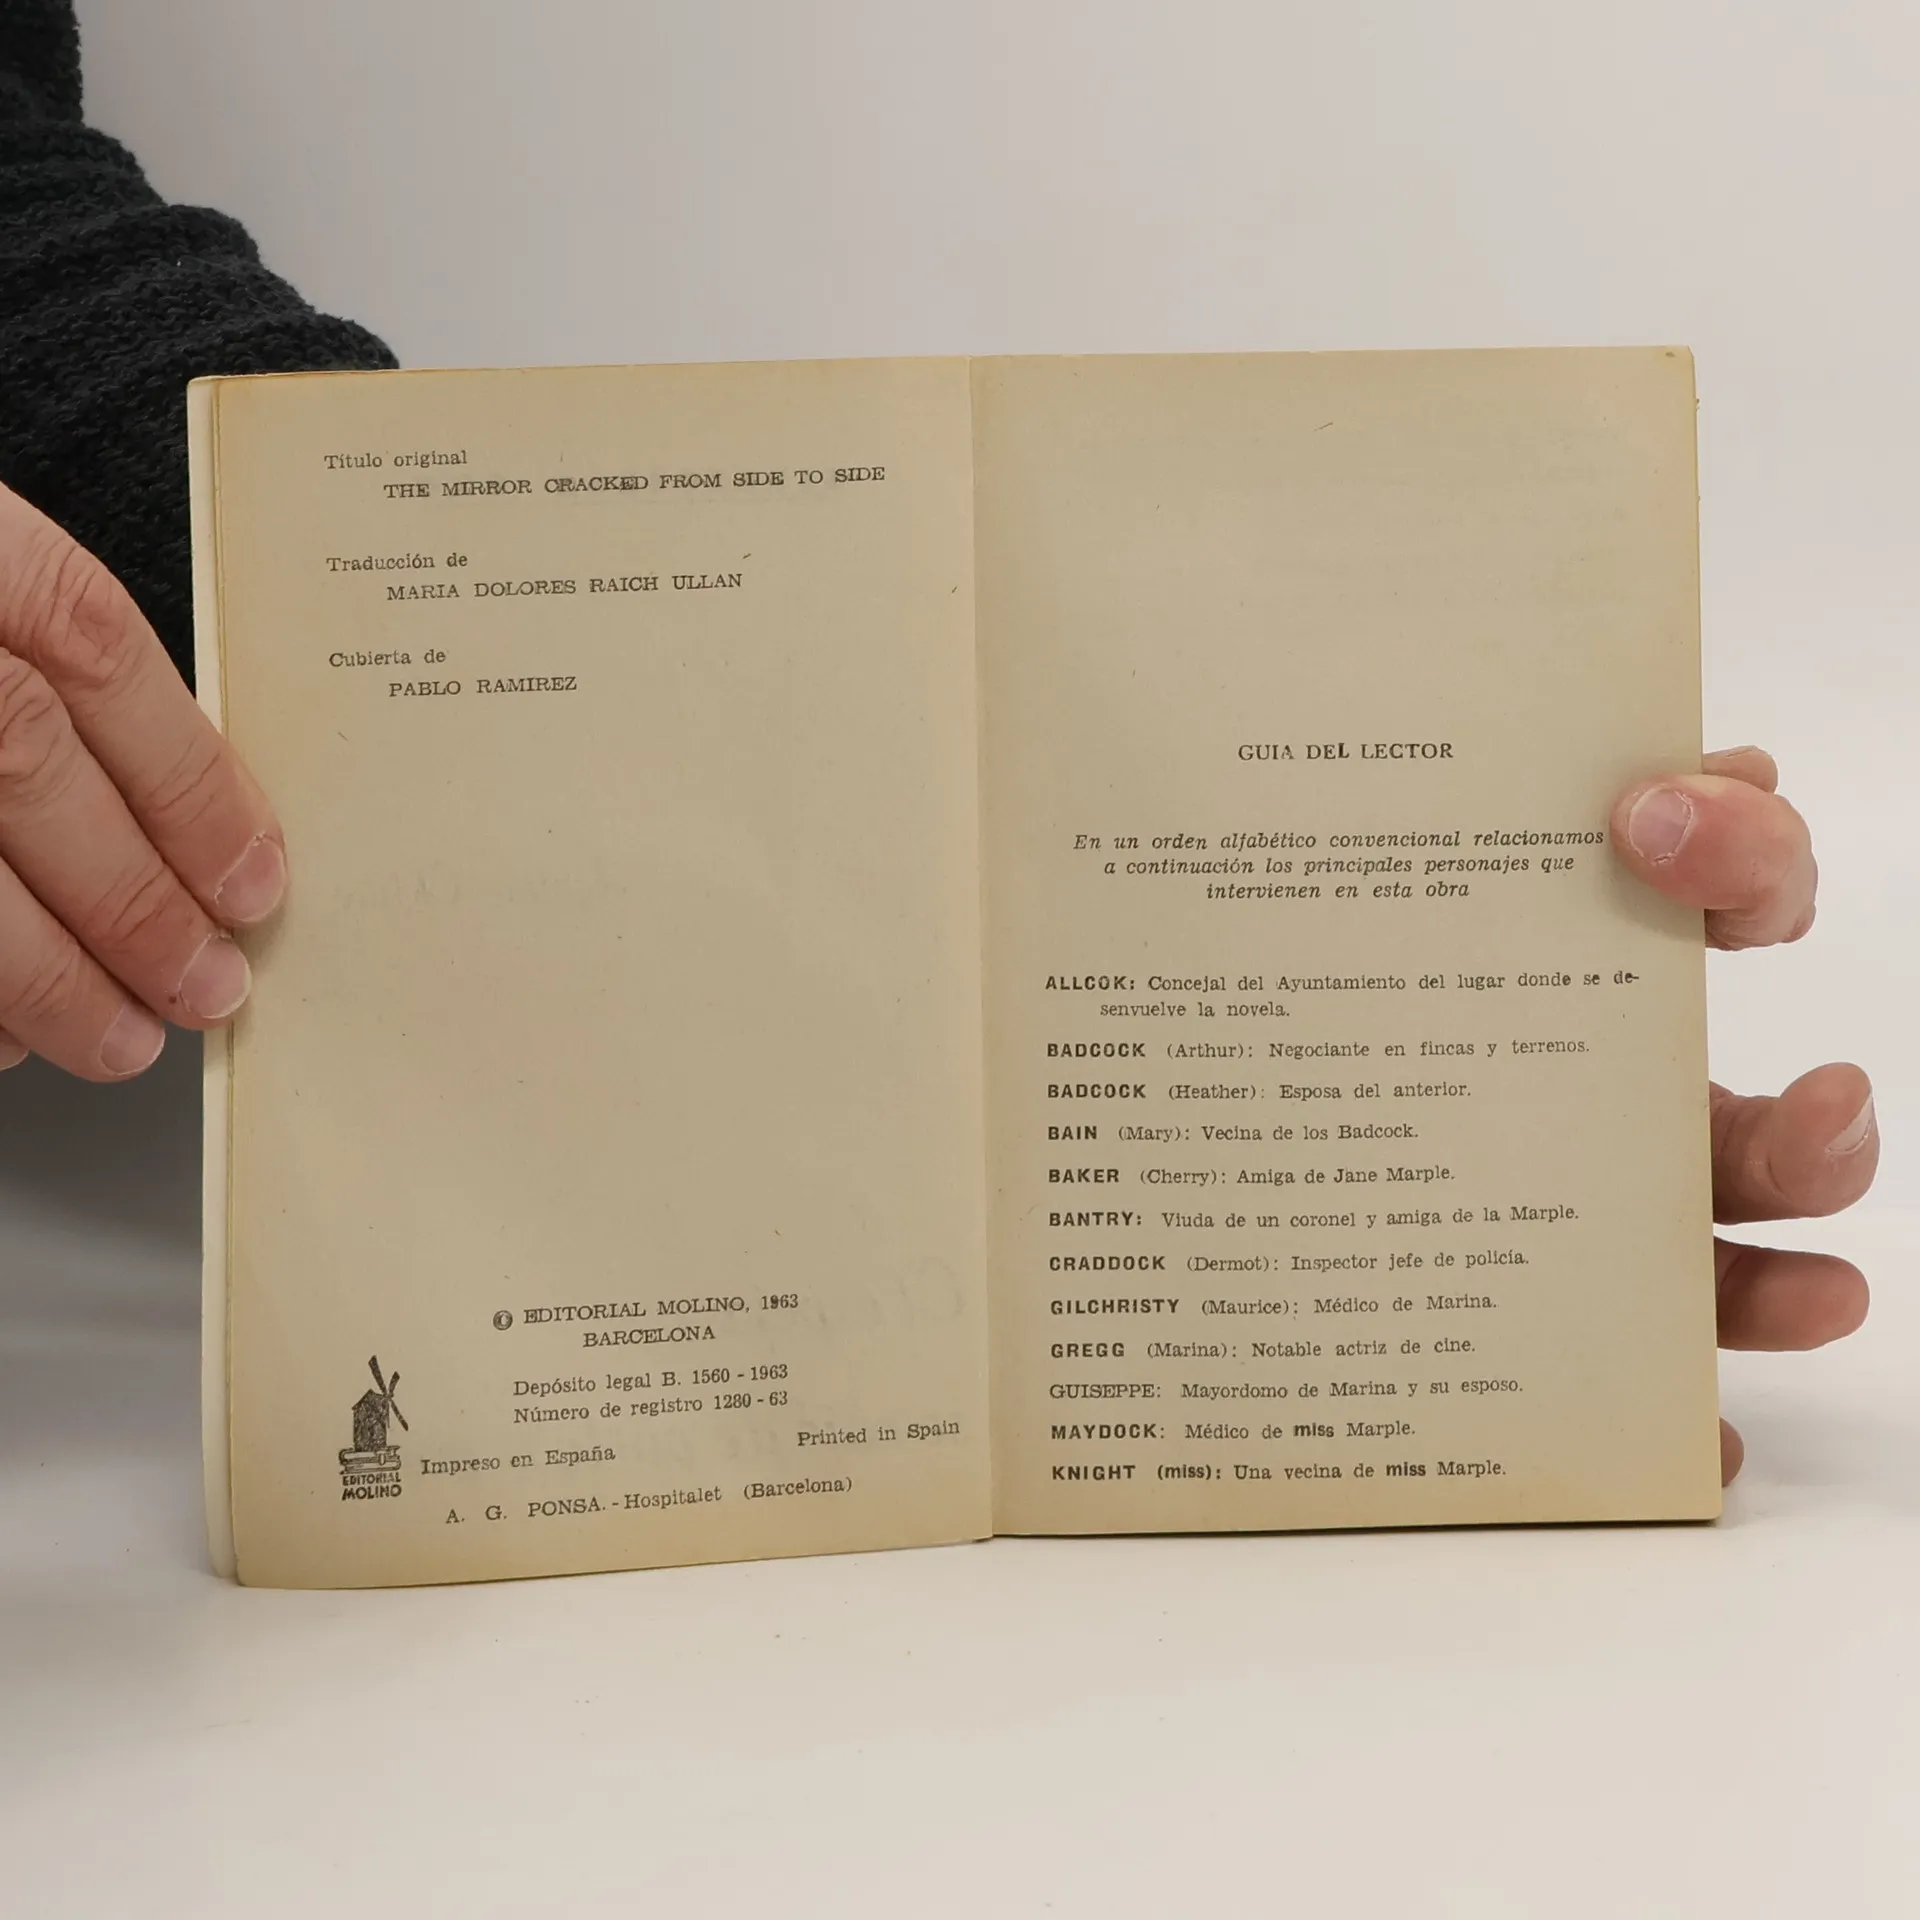 Título original
THE MIRROR CRACKED FROM SIDE TO SIDE
Traducción de
MARIA DOLORES RAICH ULLAN
Cubierta de
PABLO RAMIREZ
© EDITORIAL MOLINO, 1963
BARCELONA
Depósito legal B. 1560 - 1963
Número de registro 1280 - 63
EDITORIAL
MOLINO
Impreso en España
Printed in Spain
A. G. PONSA. - Hospitalet (Barcelona)
GUIA DEL LECTOR
En un orden alfabético convencional relacionamos
a continuación los principales personajes que
intervienen en esta obra
ALLCOK: Concejal del Ayuntamiento del lugar donde se de-
senvuelve la novela.
BADCOCK (Arthur): Negociante en fincas y terrenos.
BADCOCK (Heather): Esposa del anterior.
BAIN (Mary): Vecina de los Badcock.
BAKER (Cherry): Amiga de Jane Marple.
BANTRY: Viuda de un coronel y amiga de la Marple.
CRADDOCK (Dermot): Inspector jefe de policía.
GILCHRISTY (Maurice): Médico de Marina.
GREGG (Marina): Notable actriz de cine.
GUISEPPE: Mayordomo de Marina y su esposo.
MAYDOCK: Médico de miss Marple.
KNIGHT (miss): Una vecina de miss Marple.